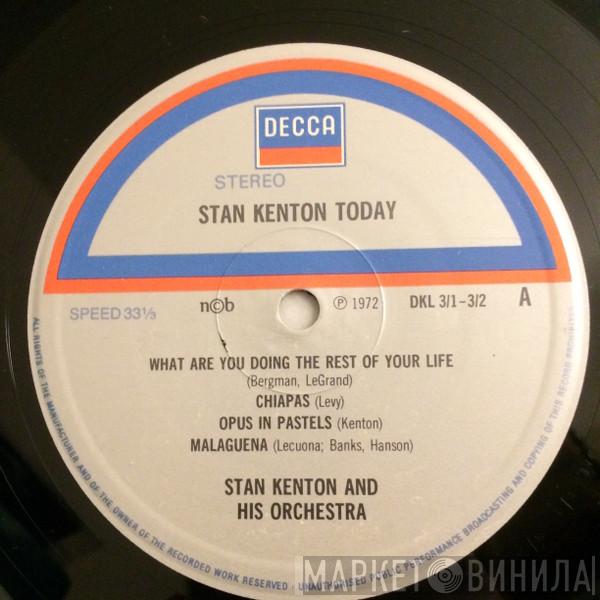 DECCA
STEREO
STAN KENTON TODAY
SPEED 33⅓
n©b
℗ 1972
DKL 3/1-3/2
A
WHAT ARE YOU DOING THE REST OF YOUR LIFE
(Bergman, LeGrand)
CHIAPAS (Levy)
OPUS IN PASTELS (Kenton)
MALAGUENA (Lecuona; Banks, Hanson)
STAN KENTON AND
HIS ORCHESTRA
ALL RIGHTS OF THE MANUFACTURER AND OF THE OWNER OF THE RECORDED WORK RESERVED · UNAUTHORISED PUBLIC PERFORMANCE BROADCASTING AND COPYING OF THIS RECORD PROHIBITED
МАРКЕТ ВИНИЛА